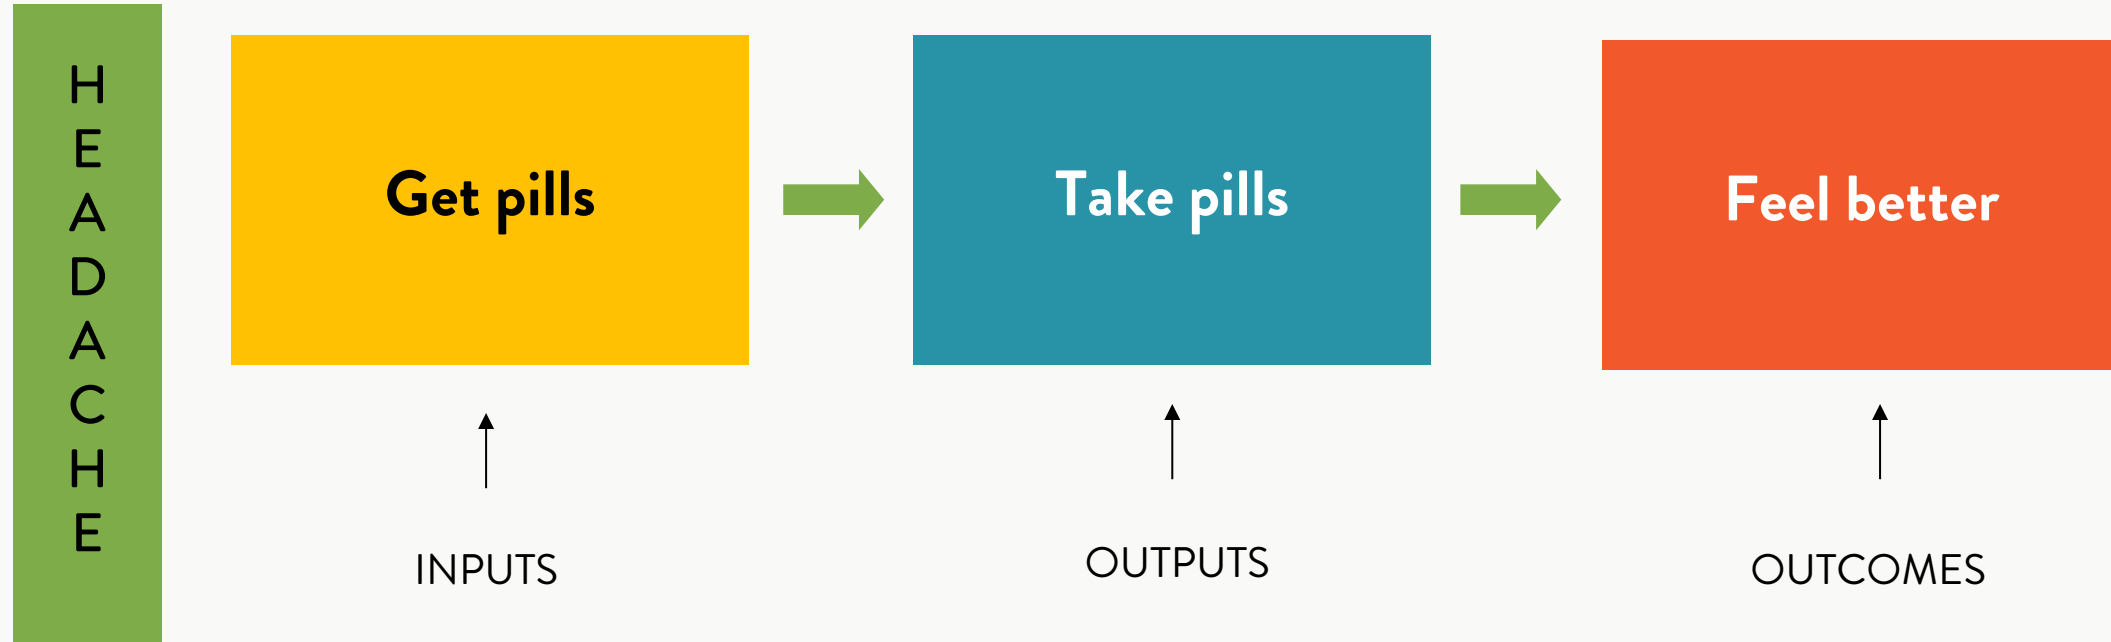 HEADACHE
Get pills
Take pills
Feel better
INPUTS
OUTPUTS
OUTCOMES